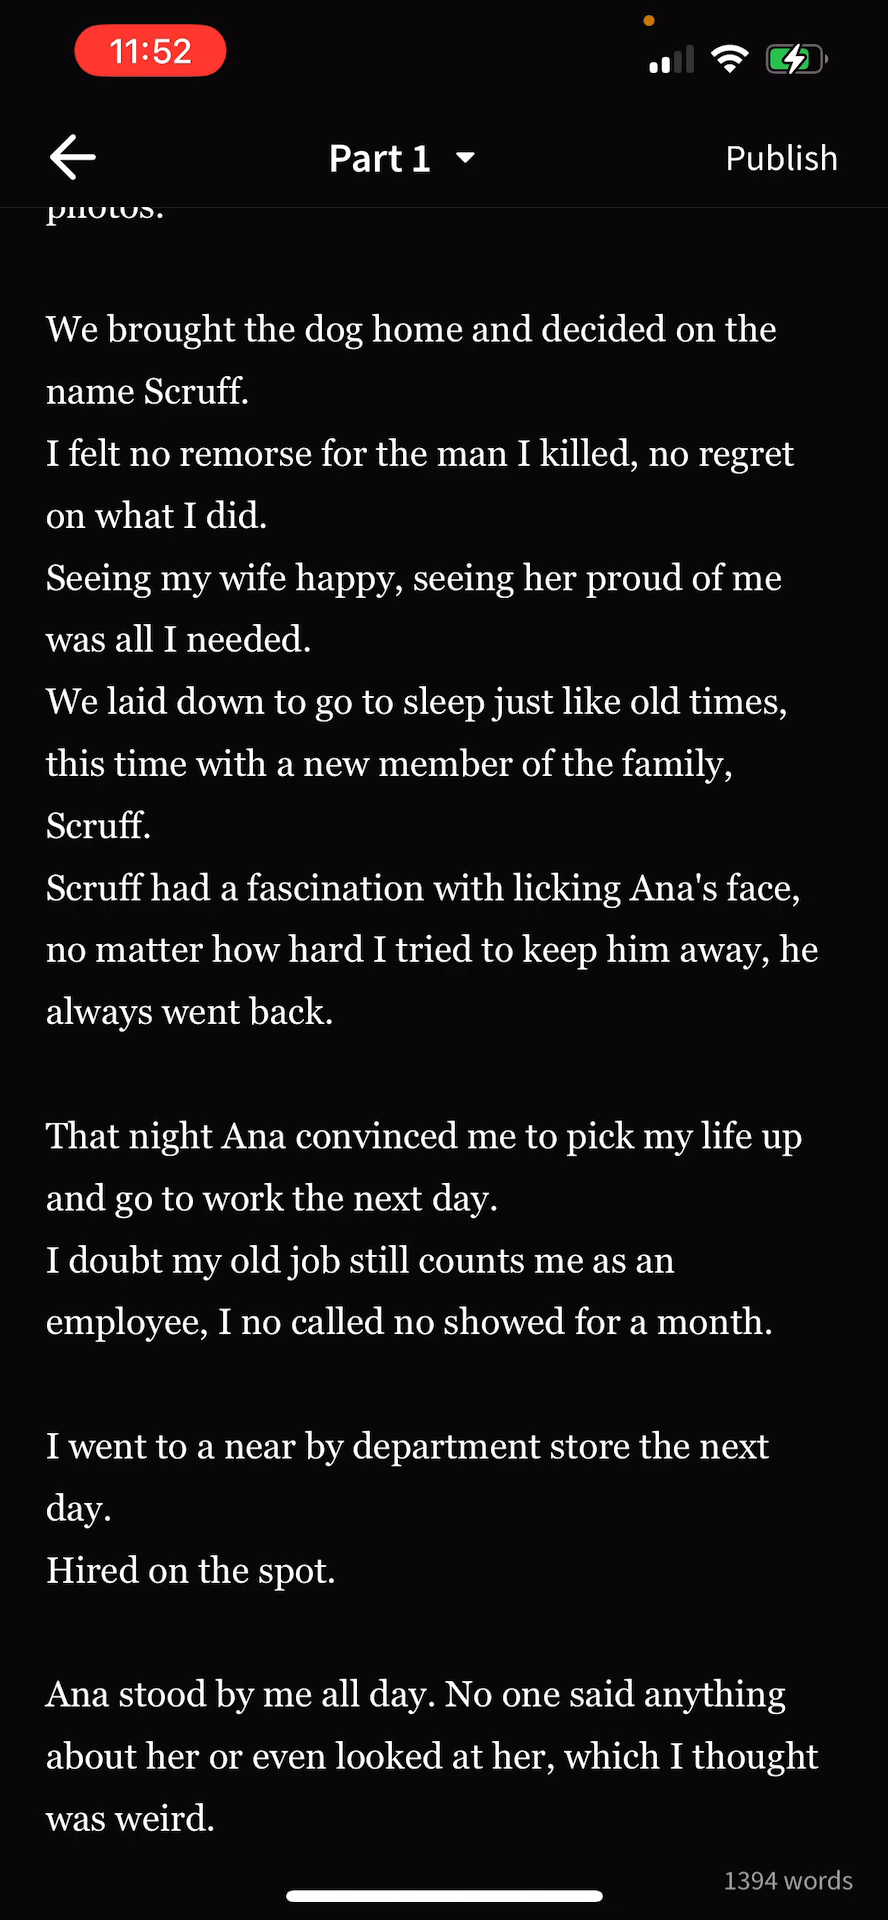 11:52
Part 1
Publish
photos.
We brought the dog home and decided on the
name Scruff.
I felt no remorse for the man I killed, no regret
on what I did.
Seeing my wife happy, seeing her proud of me
was all I needed.
We laid down to go to sleep just like old times,
this time with a new member of the family,
Scruff.
Scruff had a fascination with licking Ana's face,
no matter how hard I tried to keep him away, he
always went back.
That night Ana convinced me to pick my life up
and go to work the next day.
I doubt my old job still counts me as an
employee, I no called no showed for a month.
I went to a near by department store the next
day.
Hired on the spot.
Ana stood by me all day. No one said anything
about her or even looked at her, which I thought
was weird.
1394 words